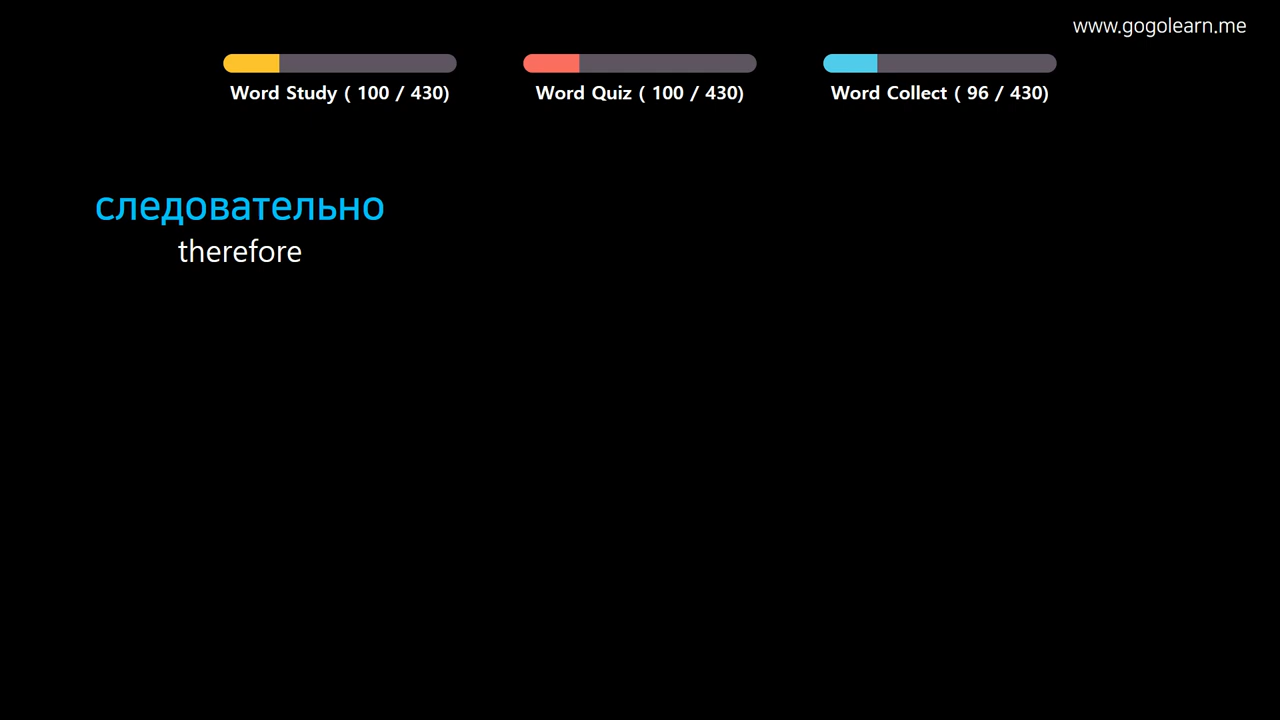 www.gogolearn.me
Word Study ( 100 / 430)
Word Quiz ( 100 / 430)
Word Collect ( 96 / 430)
следовательно
therefore